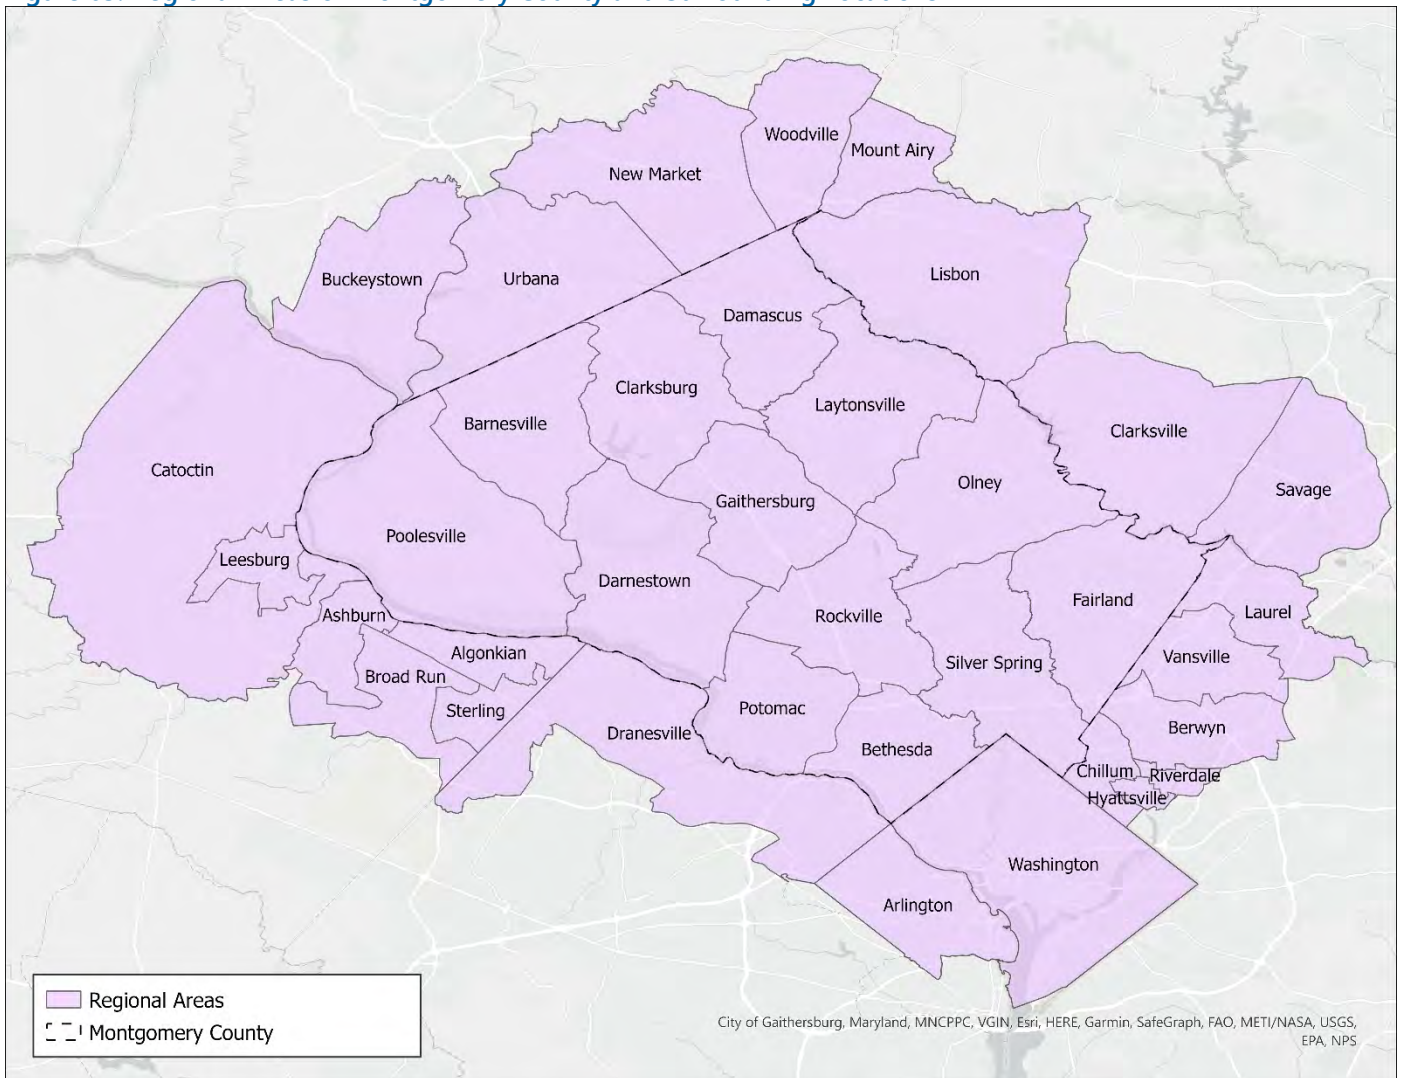 Woodville
Mount Airy
New Market
Lisbon
Buckeystown
Urbana
Damascus
Clarksburg
Laytonsville
Barnesville
Clarksville
Catoctin
Olney
Savage
Gaithersburg
Poolesville
Leesburg
Darnestown
Fairland
Ashburn
Rockville
Laurel
Algonkian
Silver Spring
Vansville
Broad Run
Sterling
Potomac
Dranesville
Berwyn
Bethesda
Chillum
Riverdale
Hyattsville
Washington
Arlington
Regional Areas
Montgomery County
City of Gaithersburg, Maryland, MNCPPC, VGIN, Esri, HERE, Garmin, SafeGraph, FAO, METI/NASA, USGS,
EPA, NPS